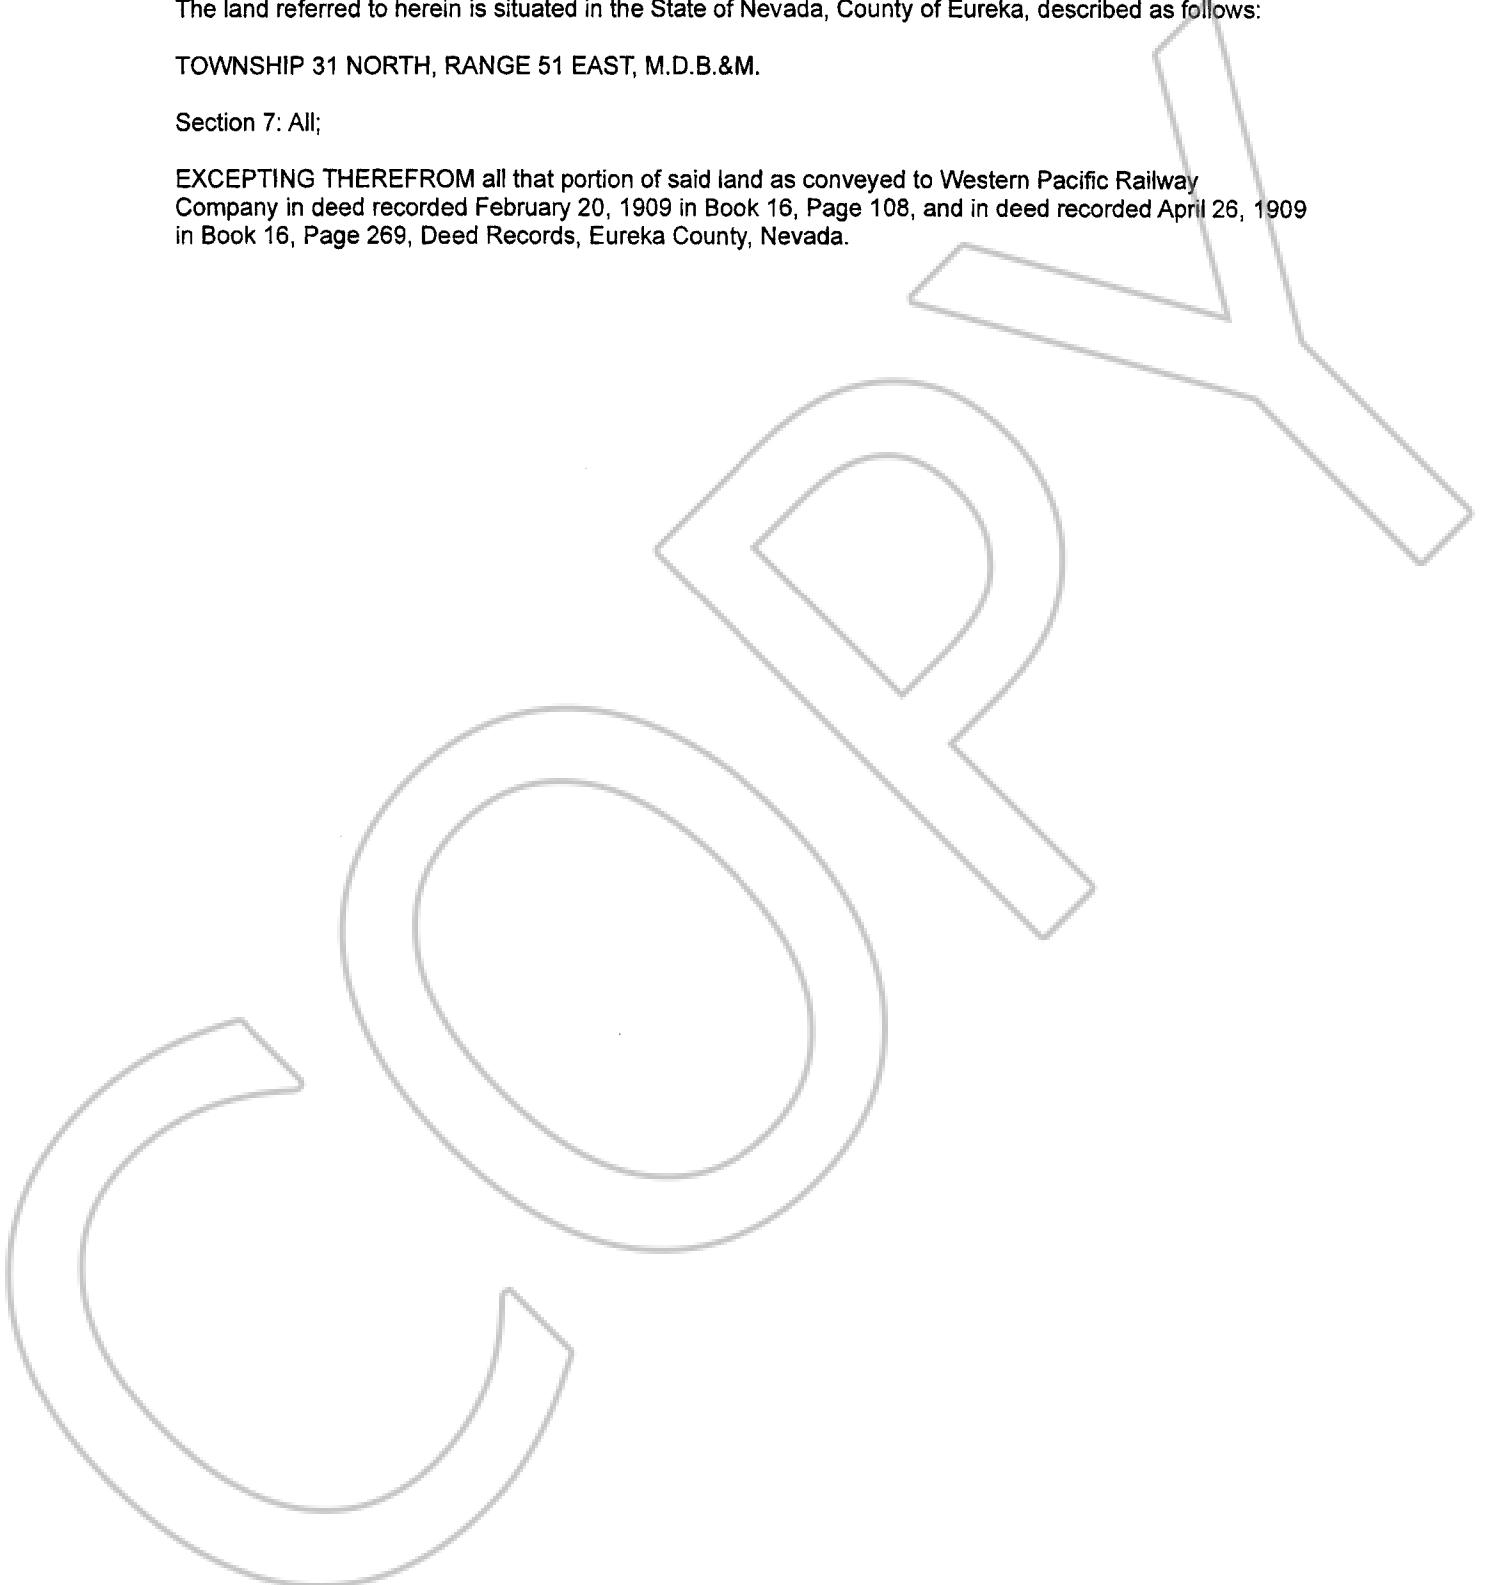 The land referred to herein is situated in the State of Nevada, County of Eureka, described as follows:
TOWNSHIP 31 NORTH, RANGE 51 EAST, M.D.B.&M.
Section 7: All;
EXCEPTING THEREFROM all that portion of said land as conveyed to Western Pacific Railway
Company in deed recorded February 20, 1909 in Book 16, Page 108, and in deed recorded April 26, 1909
in Book 16, Page 269, Deed Records, Eureka County, Nevada.
COPY